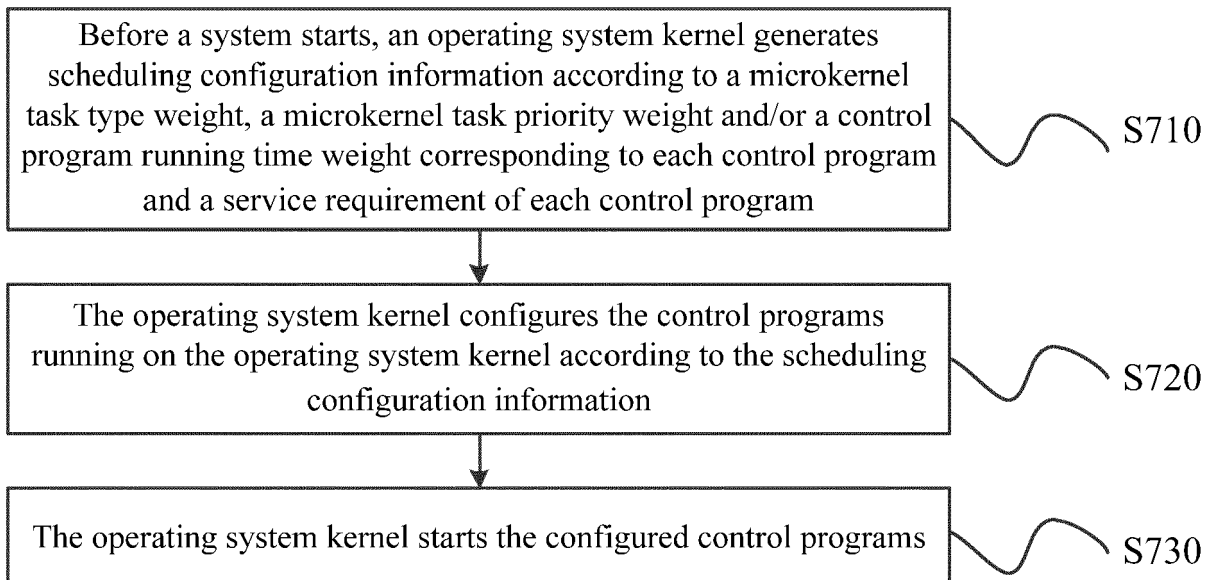 Before a system starts, an operating system kernel generates
scheduling configuration information according to a microkernel
task type weight, a microkernel task priority weight and/or a control
program running time weight corresponding to each control program
and a service requirement of each control program
S710
The operating system kernel configures the control programs
running on the operating system kernel according to the scheduling
configuration information
S720
The operating system kernel starts the configured control programs
S730